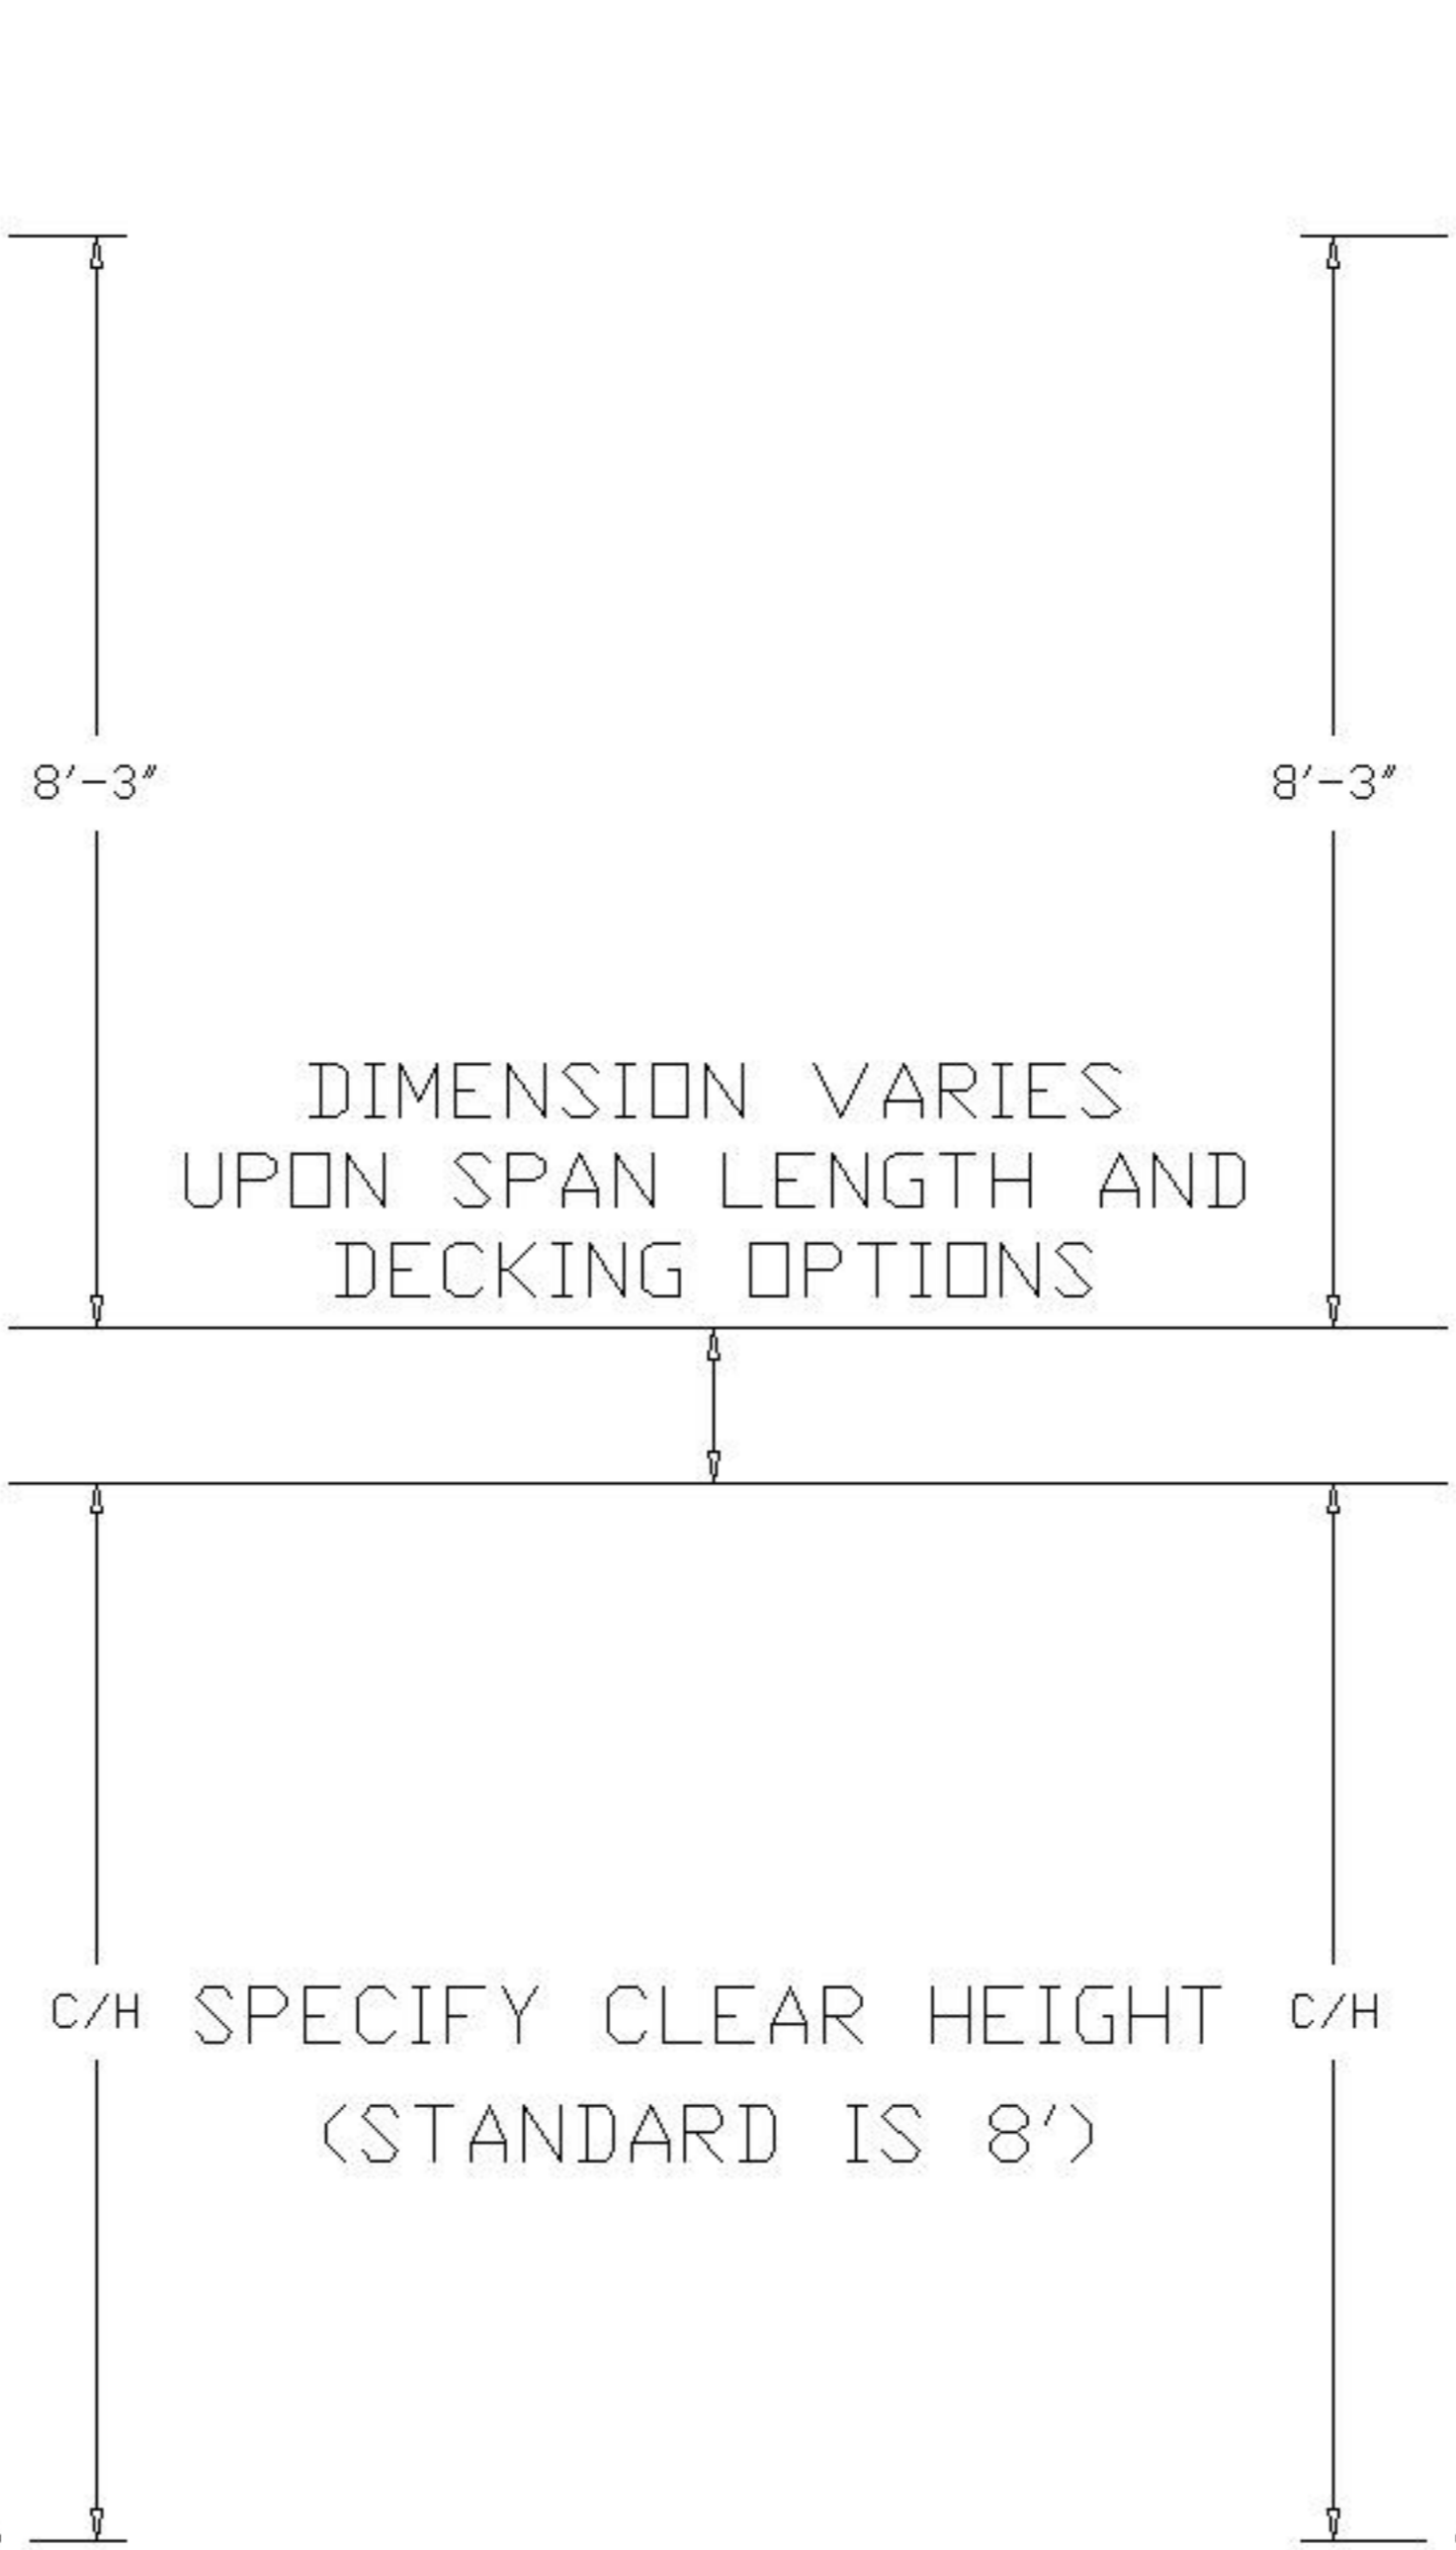 8'-3" 8'-3"
DIMENSION VARIES
UPON SPAN LENGTH AND
DECKING OPTIONS
C/H SPECIFY CLEAR HEIGHT C/H
(STANDARD IS 8')